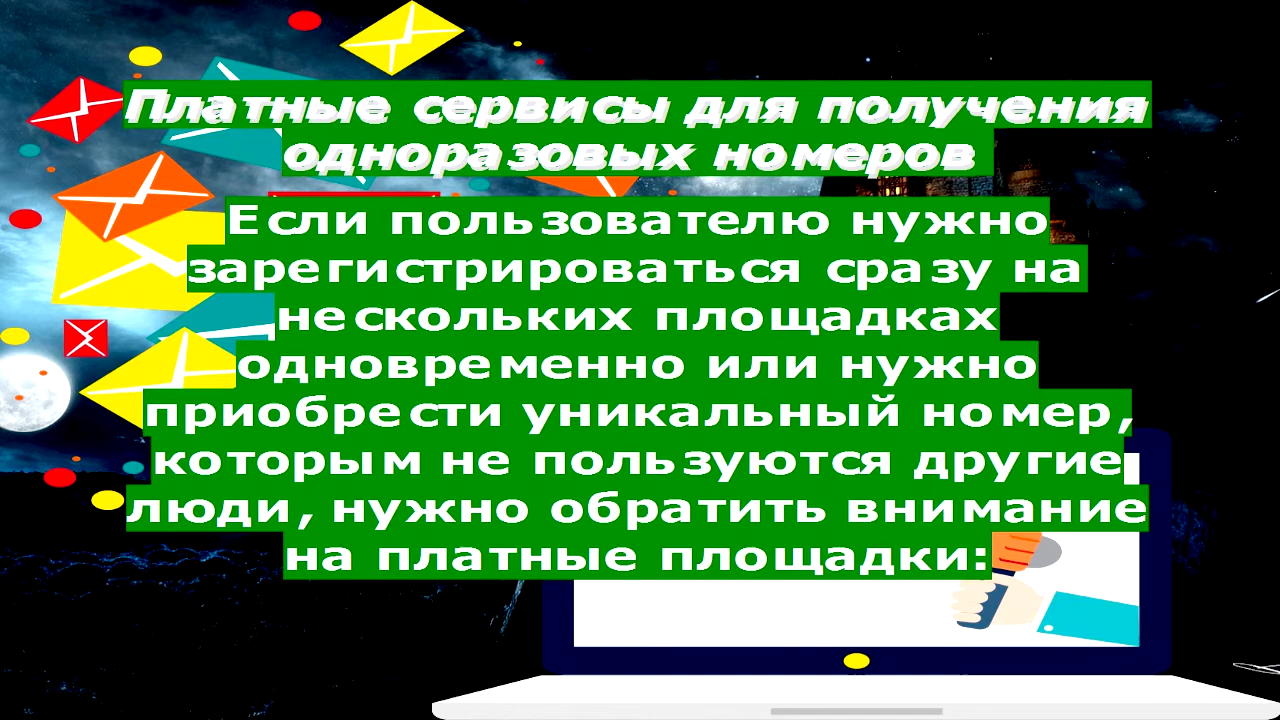 Платные сервисы для получения
одноразовых номеров
Если пользователю нужно
зарегистрироваться сразу на
нескольких площадках
одновременно или нужно
приобрести уникальный номер,
которым не пользуются другие
люди, нужно обратить внимание
на платные площадки: